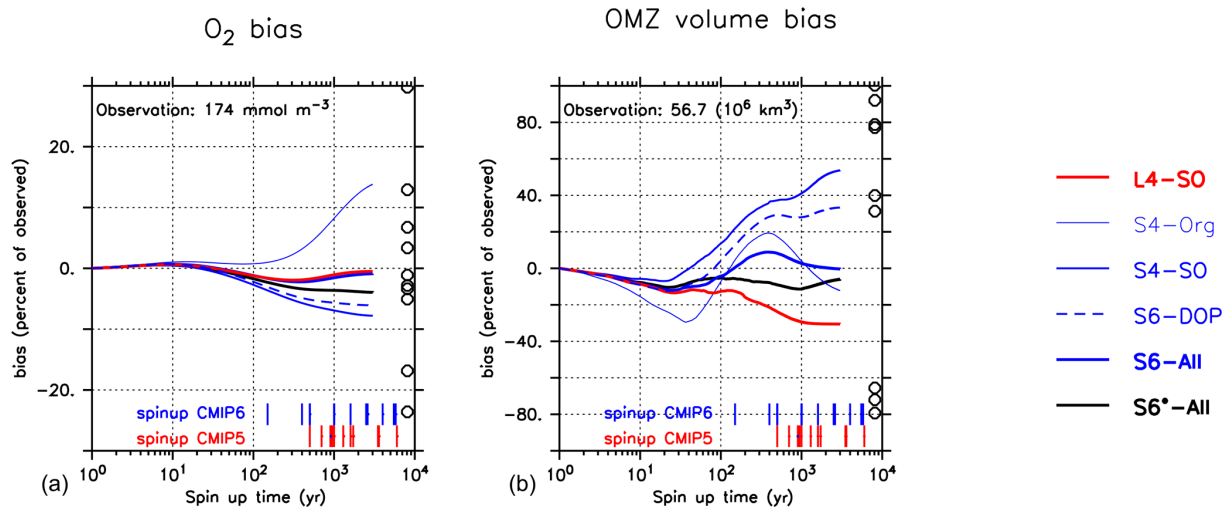 O₂ bias
OMZ volume bias
Observation: 174 mmol m⁻³
bias (percent of observed)
20.
0.
−20.
spinup CMIP6
spinup CMIP5
10⁰ 10¹ 10² 10³ 10⁴
(a) Spin up time (yr)
Observation: 56.7 (10⁶ km³)
bias (percent of observed)
80.
40.
0.
−40.
−80.
spinup CMIP6
spinup CMIP5
10⁰ 10¹ 10² 10³ 10⁴
(b) Spin up time (yr)
L4−SO
S4−Org
S4−SO
S6−DOP
S6−All
S6*−All